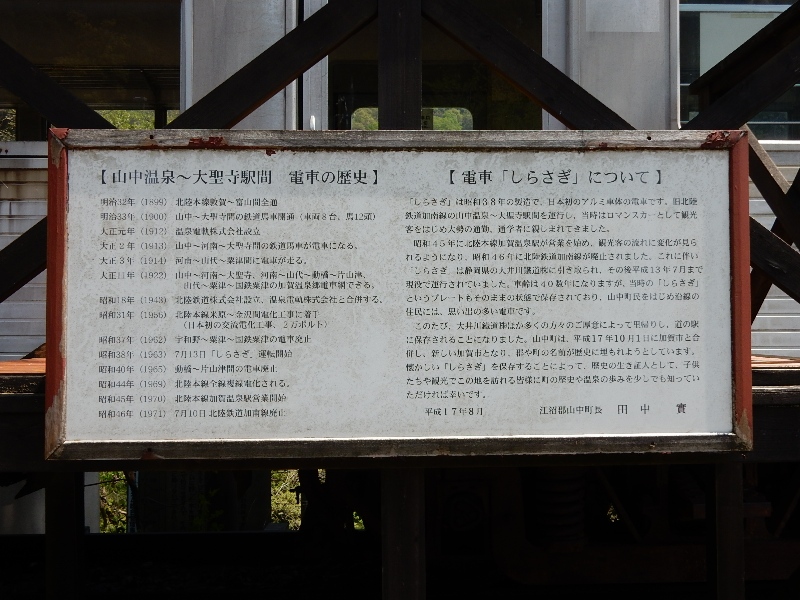 【山中温泉～大聖寺駅間　電車の歴史】
明治32年（1899）　北陸本線敦賀～富山間全通
明治33年（1900）　山中～大聖寺間の鉄道馬車開通（車両８台、馬12頭）
大正元年（1912）　温泉電軌株式会社設立
大正２年（1913）　山中～河南～大聖寺間の鉄道馬車が電車になる。
大正３年（1914）　河南～山代～粟津間に電車が走る。
大正11年（1922）　山中～河南～大聖寺、河南～山代～動橋～片山津、
山代～粟津～国鉄粟津の加賀温泉郷電車網できる。
昭和18年（1943）　北陸鉄道株式会社設立、温泉電軌株式会社と合併する。
昭和31年（1956）　北陸本線米原～金沢間電化工事に着手
（日本初の交流電化工事、２万ボルト）
昭和37年（1962）　宇和野～粟津～国鉄粟津の電車廃止
昭和38年（1963）　7月13日「しらさぎ」運転開始
昭和40年（1965）　動橋～片山津間の電車廃止
昭和44年（1969）　北陸本線全線複線電化される。
昭和45年（1970）　北陸本線加賀温泉駅営業開始
昭和46年（1971）　7月10日 北陸鉄道加南線廃止
【電車「しらさぎ」について】
「しらさぎ」は昭和３８年の製造で、日本初のアルミ車体の電車です。旧北陸
鉄道加南線の山中温泉～大聖寺駅間を運行し、当時はロマンスカーとして観光
客をはじめ大勢の通勤、通学者に親しまれてきました。
昭和４５年に北陸本線加賀温泉駅が営業を始め、観光客の流れに変化が見ら
れるようになり、昭和４６年に北陸鉄道加南線が廃止されました。これに伴い
「しらさぎ」は静岡県の大井川鐵道㈱に引き取られ、その後平成１３年７月まで
現役で運行されていました。車齢は４０数年になりますが、当時の「しらさぎ」
というプレートもそのままの状態で保存されており、山中町民をはじめ沿線の
住民には、思い出の多い電車です。
このたび、大井川鐵道㈱ほか多くの方々のご厚意によって里帰りし、道の駅
に保存されることになりました。山中町は、平成１７年１０月１日に加賀市と合
併し、新しい加賀市となり、郡や町の名前が歴史に埋もれようとしています。
懐かしい「しらさぎ」を保存することによって、歴史の生き証人として、子供
たちや観光でこの地を訪れる皆様に町の歴史や温泉の歩みを少しでも知ってい
ただければ幸いです。
平成１７年８月　　江沼郡山中町長　田中　實